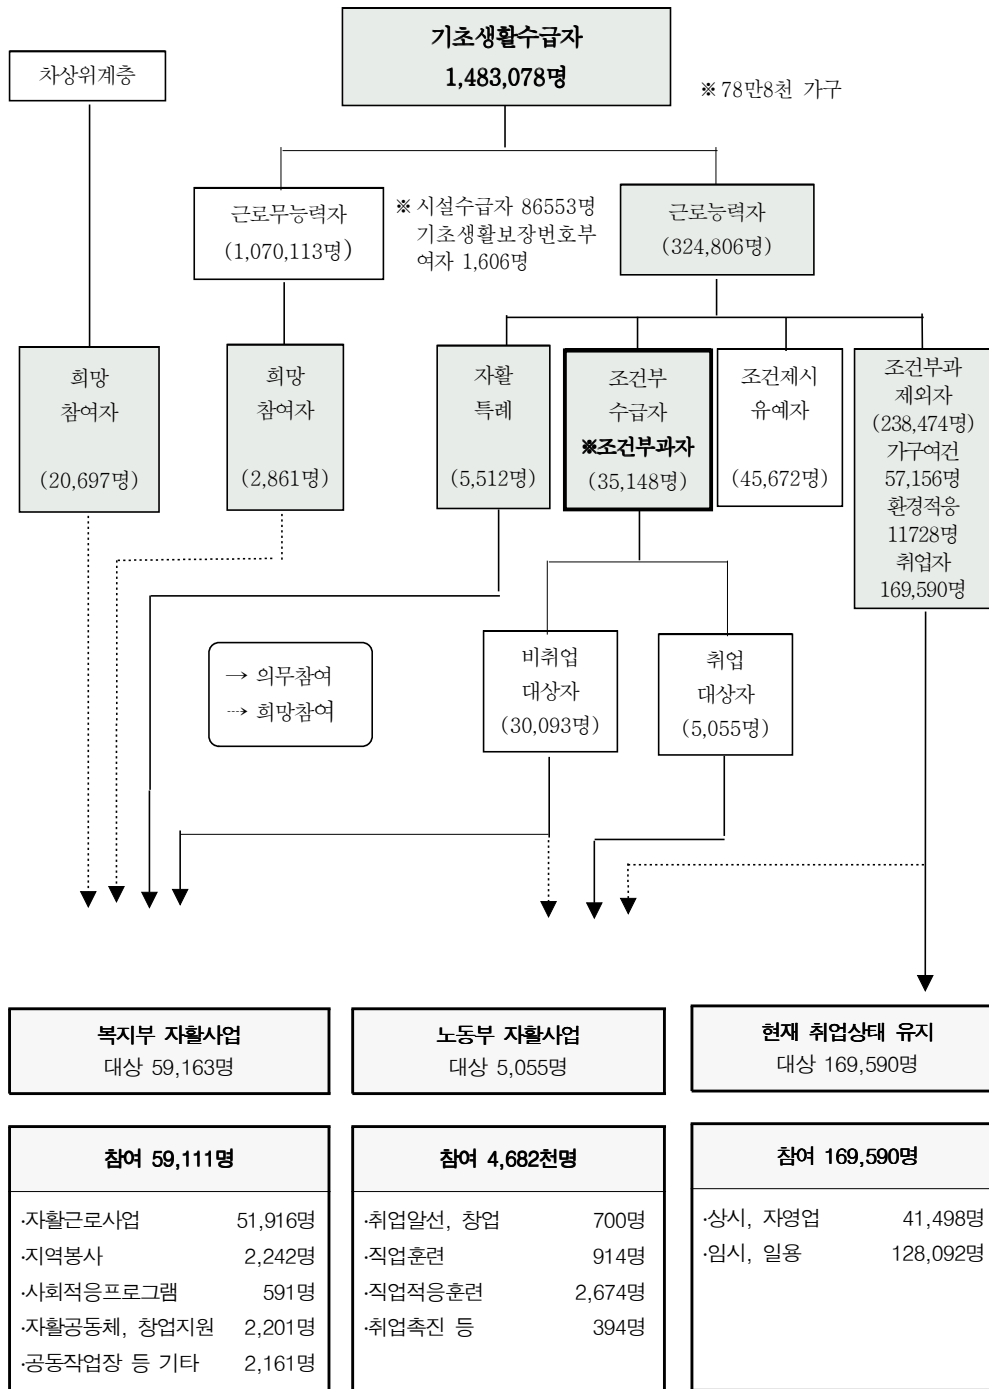 기초생활수급자
1,483,078명
차상위계층
※ 78만8천 가구
근로무능력자
(1,070,113명)
※ 시설수급자 86553명
기초생활보장번호부
여자 1,606명
근로능력자
(324,806명)
희망
참여자
(20,697명)
희망
참여자
(2,861명)
자활
특례
(5,512명)
조건부
수급자
※조건부과자
(35,148명)
조건제시
유예자
(45,672명)
조건부과
제외자
(238,474명)
가구여건
57,156명
환경적응
11728명
취업자
169,590명
→ 의무참여
⇢ 희망참여
비취업
대상자
(30,093명)
취업
대상자
(5,055명)
복지부 자활사업
대상 59,163명
노동부 자활사업
대상 5,055명
현재 취업상태 유지
대상 169,590명
참여 59,111명
·자활근로사업 51,916명
·지역봉사 2,242명
·사회적응프로그램 591명
·자활공동체, 창업지원 2,201명
·공동작업장 등 기타 2,161명
참여 4,682천명
·취업알선, 창업 700명
·직업훈련 914명
·직업적응훈련 2,674명
·취업촉진 등 394명
참여 169,590명
·상시, 자영업 41,498명
·임시, 일용 128,092명